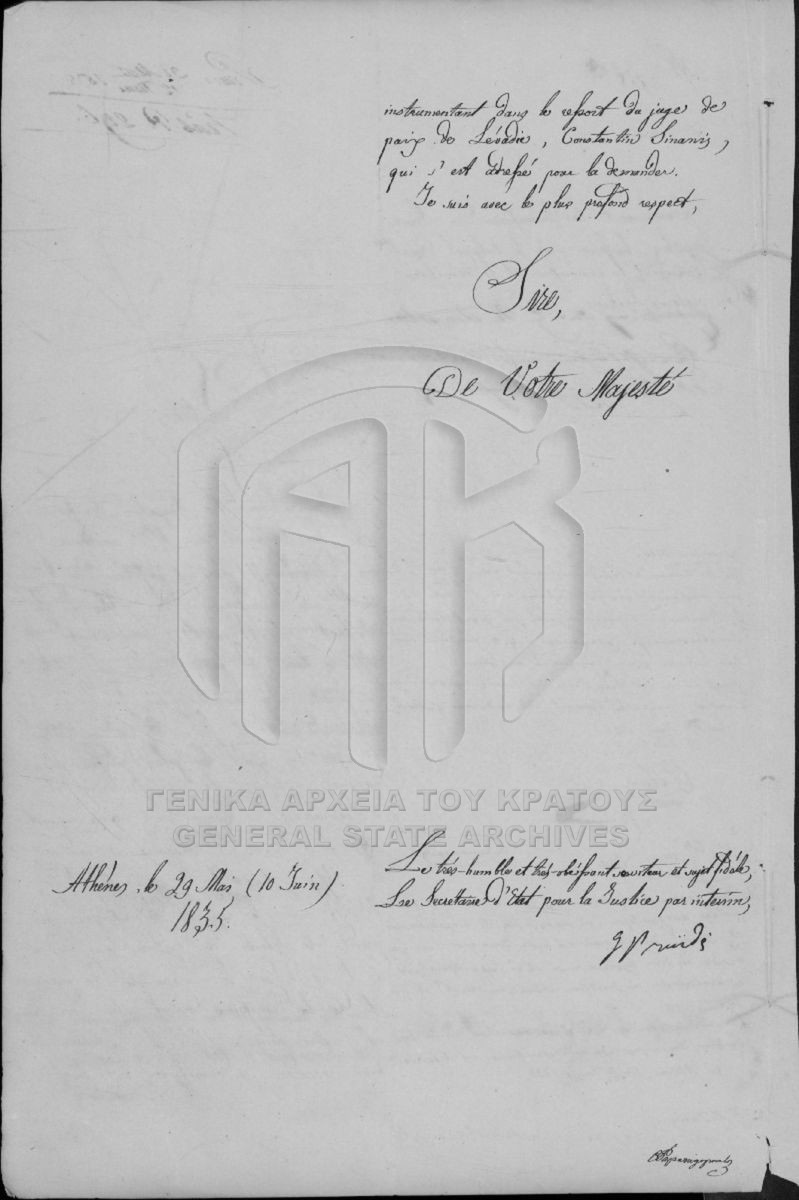 instrumentant dans le ressort du juge de
paix de Lévadie, Constantin Sinanis,
qui s'est adressé pour la demander.
Je suis avec le plus profond respect,
Sire,
De Votre Majesté
ΓΕΝΙΚΑ ΑΡΧΕΙΑ ΤΟΥ ΚΡΑΤΟΥΣ
GENERAL STATE ARCHIVES
Le très-humble et très-obéissant serviteur et sujet fidèle,
Le Secretaire d'Etat pour la Justice par interim,
Athènes, le 29 Mai (10 Juin)
1835.